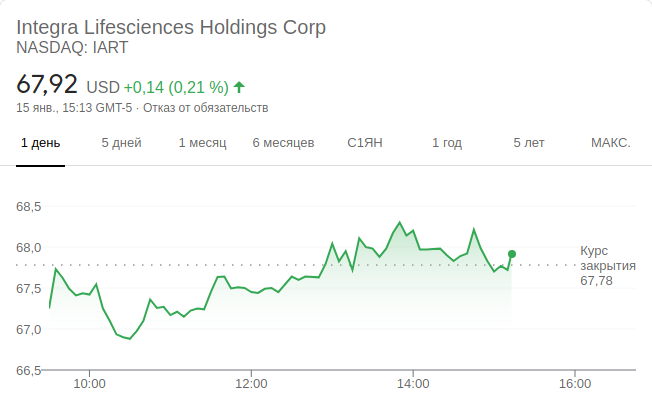 Integra Lifesciences Holdings Corp
NASDAQ: IART
67,92 USD +0,14 (0,21 %)
15 янв., 15:13 GMT-5 · Отказ от обязательств
1 день 5 дней 1 месяц 6 месяцев С1ЯН 1 год 5 лет МАКС.
68,5
68,0
Курс
закрытия
67,78
67,5
67,0
66,5
10:00 12:00 14:00 16:00